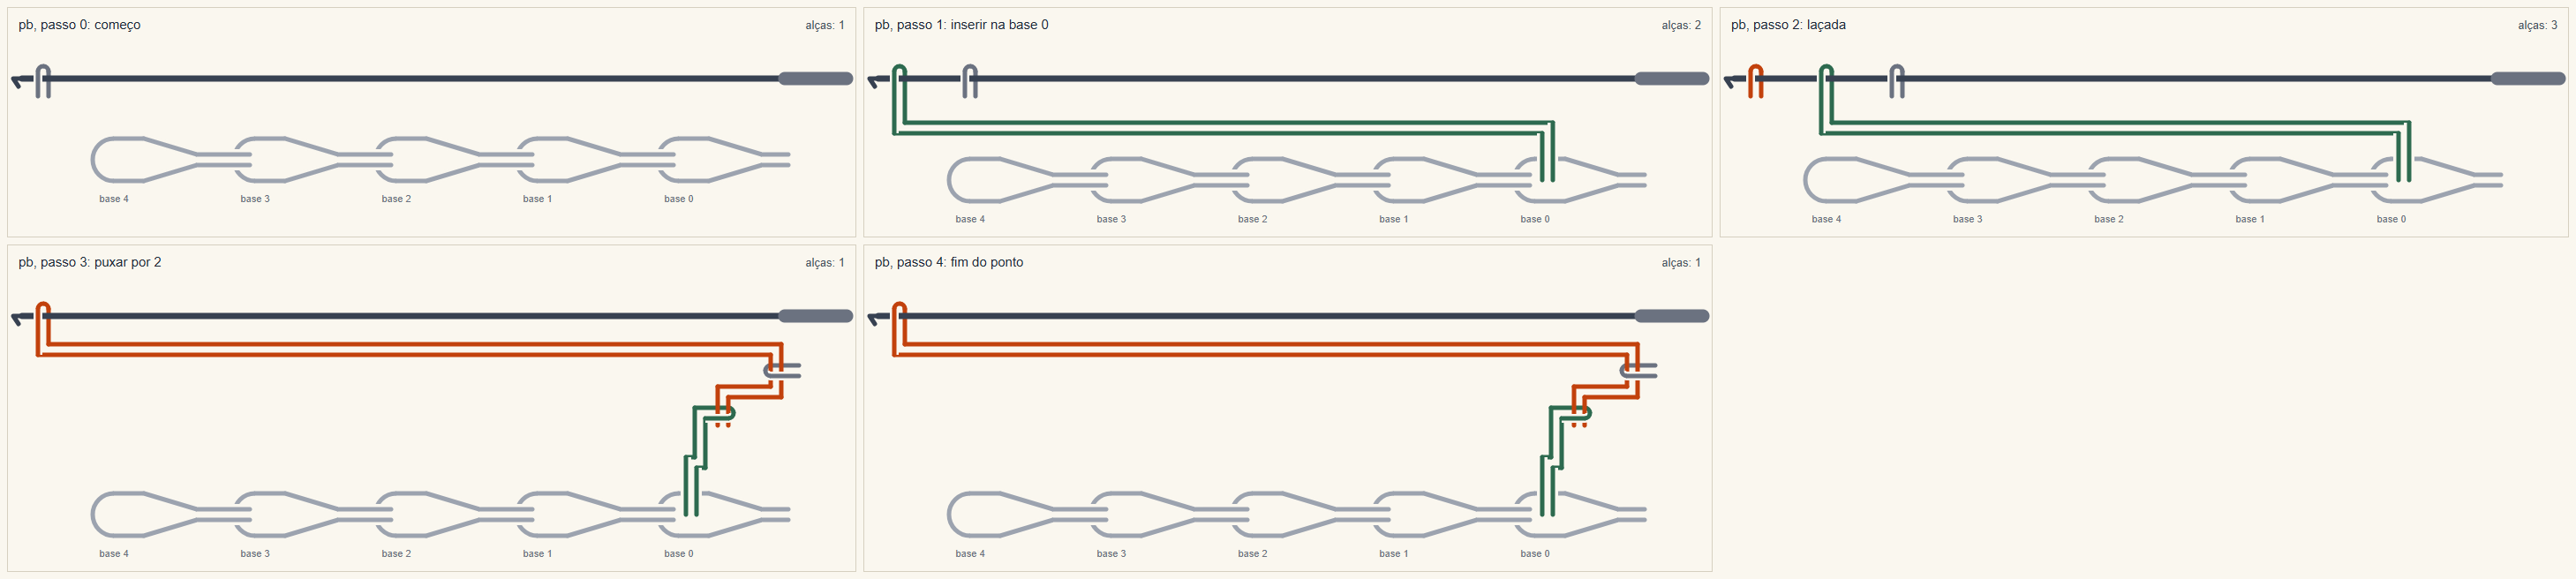 pb, passo 0: começo
alças: 1
base 4
base 3
base 2
base 1
base 0
pb, passo 1: inserir na base 0
alças: 2
base 4
base 3
base 2
base 1
base 0
pb, passo 2: laçada
alças: 3
base 4
base 3
base 2
base 1
base 0
pb, passo 3: puxar por 2
alças: 1
base 4
base 3
base 2
base 1
base 0
pb, passo 4: fim do ponto
alças: 1
base 4
base 3
base 2
base 1
base 0